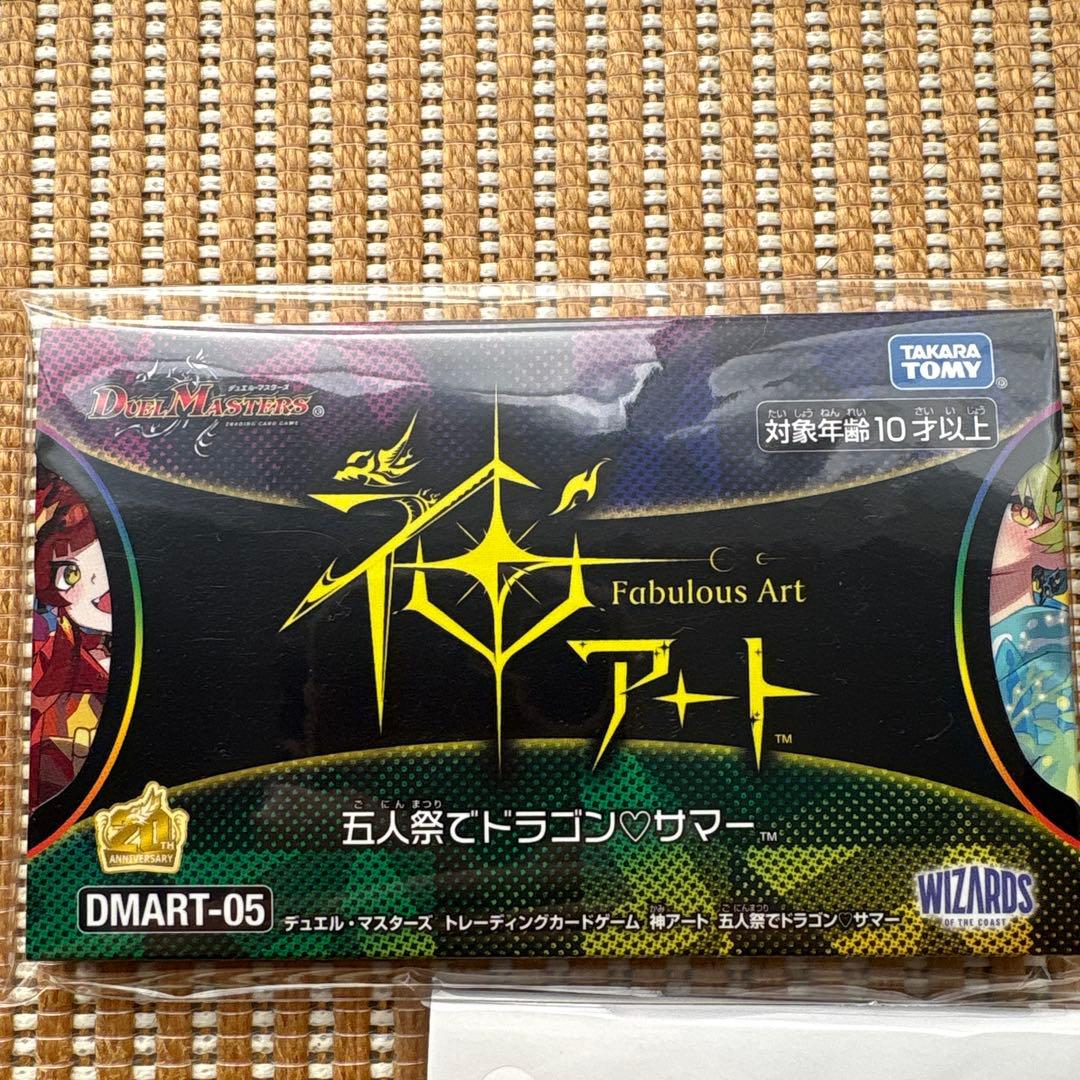 デュエル・マスターズ
DUEL MASTERS®
TRADING CARD GAME
TAKARA TOMY®
たいしょうねんれい さいいじょう
対象年齢10才以上
神
Fabulous Art
アート™
ごにんまつり
五人祭でドラゴン♡サマー™
20TH
ANNIVERSARY
DMART-05
かみ ごにんまつり
デュエル・マスターズ トレーディングカードゲーム 神アート 五人祭でドラゴン♡サマー
WIZARDS
OF THE COAST